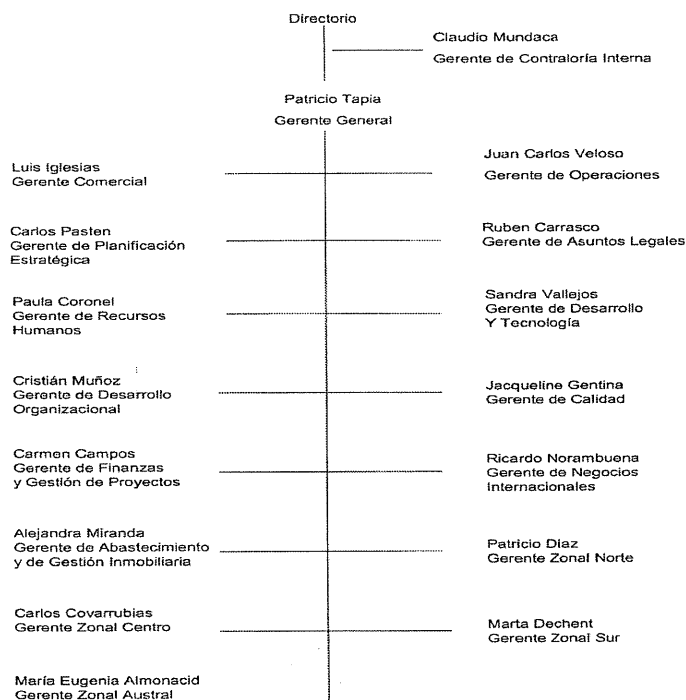 Directorio
Claudio Mundaca
Gerente de Contraloría Interna
Patricio Tapia
Gerente General
Luis Iglesias
Gerente Comercial
Juan Carlos Veloso
Gerente de Operaciones
Carlos Pasten
Gerente de Planificación
Estratégica
Ruben Carrasco
Gerente de Asuntos Legales
Paula Coronel
Gerente de Recursos
Humanos
Sandra Vallejos
Gerente de Desarrollo
Y Tecnología
Cristián Muñoz
Gerente de Desarrollo
Organizacional
Jacqueline Gentina
Gerente de Calidad
Carmen Campos
Gerente de Finanzas
y Gestión de Proyectos
Ricardo Norambuena
Gerente de Negocios
Internacionales
Alejandra Miranda
Gerente de Abastecimiento
y de Gestión Inmobiliaria
Patricio Diaz
Gerente Zonal Norte
Carlos Covarrubias
Gerente Zonal Centro
Marta Dechent
Gerente Zonal Sur
María Eugenia Almonacid
Gerente Zonal Austral